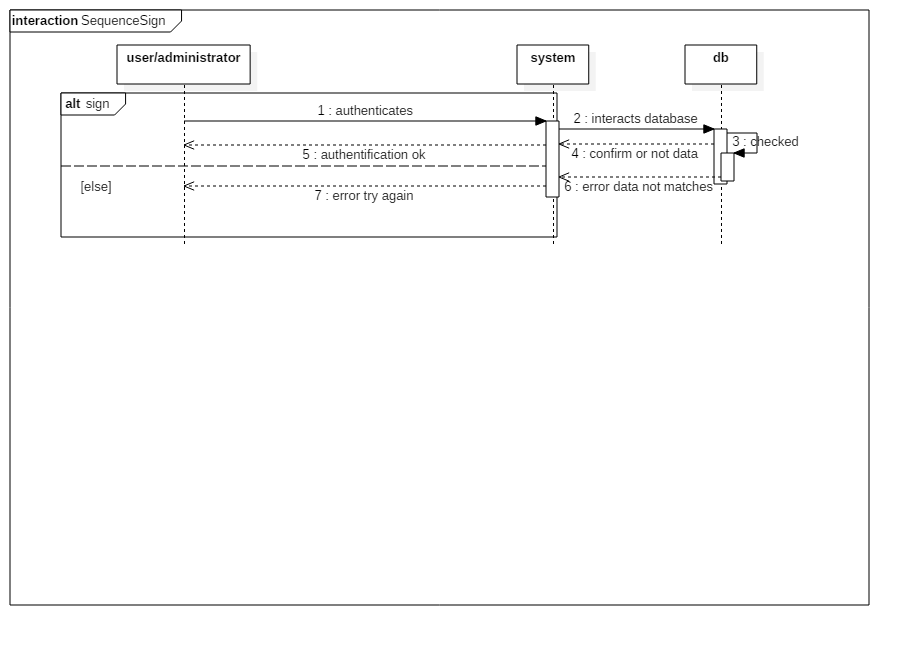 interaction SequenceSign
user/administrator
system
db
alt sign
1 : authenticates
2 : interacts database
3 : checked
4 : confirm or not data
5 : authentification ok
[else]
6 : error data not matches
7 : error try again